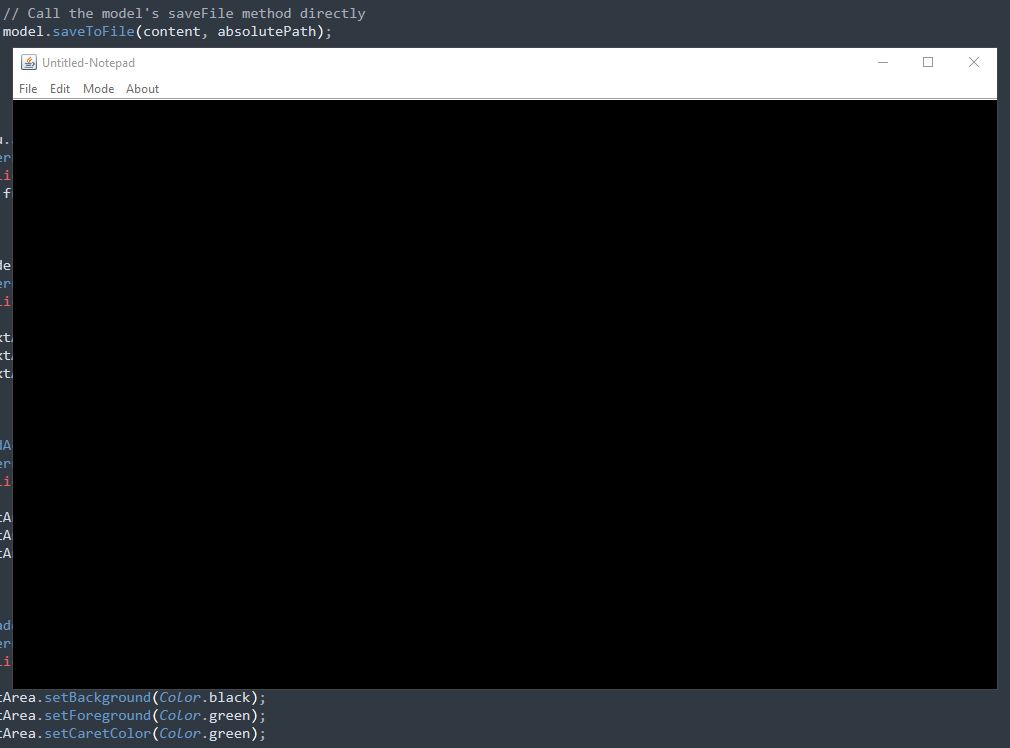 // Call the model's saveFile method directly
model.saveToFile(content, absolutePath);
Untitled-Notepad
File Edit Mode About
tArea.setBackground(Color.black);
tArea.setForeground(Color.green);
tArea.setCaretColor(Color.green);